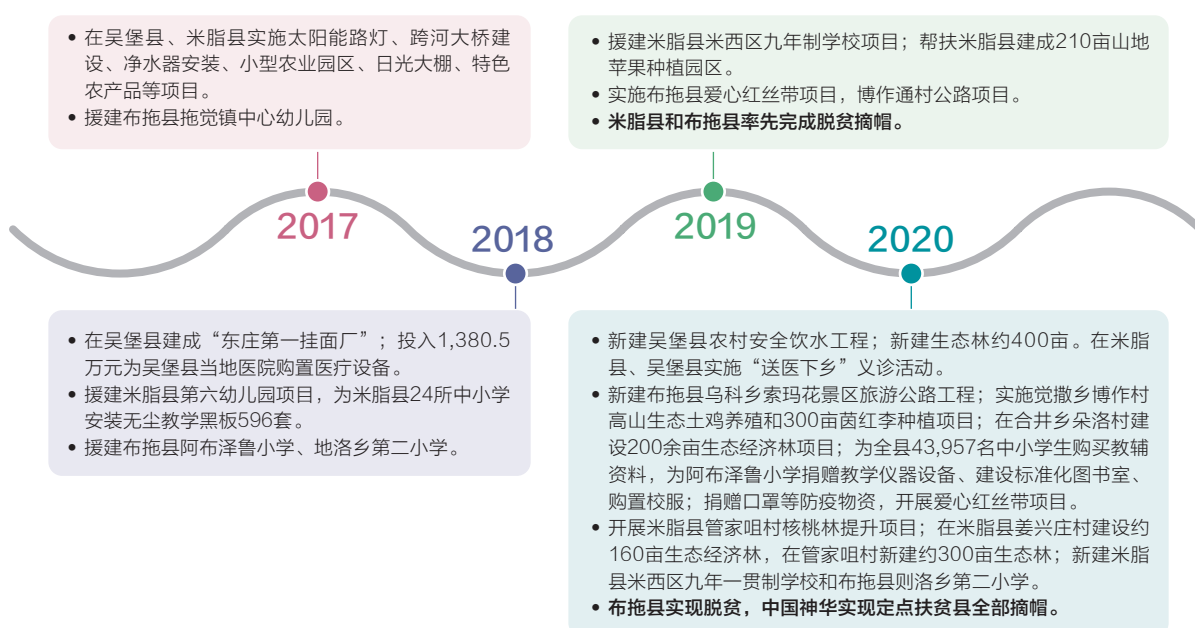 • 在吴堡县、米脂县实施太阳能路灯、跨河大桥建
设、净水器安装、小型农业园区、日光大棚、特色
农产品等项目。
• 援建布拖县拖觉镇中心幼儿园。
2017
• 在吴堡县建成“东庄第一挂面厂”；投入1,380.5
万元为吴堡县当地医院购置医疗设备。
• 援建米脂县第六幼儿园项目，为米脂县24所中小学
安装无尘教学黑板596套。
• 援建布拖县阿布泽鲁小学、地洛乡第二小学。
2018
• 援建米脂县米西区九年制学校项目；帮扶米脂县建成210亩山地
苹果种植园区。
• 实施布拖县爱心红丝带项目，博作通村公路项目。
• 米脂县和布拖县率先完成脱贫摘帽。
2019
2020
• 新建吴堡县农村安全饮水工程；新建生态林约400亩。在米脂
县、吴堡县实施“送医下乡”义诊活动。
• 新建布拖县乌科乡索玛花景区旅游公路工程；实施觉撒乡博作村
高山生态土鸡养殖和300亩茵红李种植项目；在合井乡朵洛村建
设200余亩生态经济林项目；为全县43,957名中小学生购买教辅
资料，为阿布泽鲁小学捐赠教学仪器设备、建设标准化图书室、
购置校服；捐赠口罩等防疫物资，开展爱心红丝带项目。
• 开展米脂县管家咀村核桃林提升项目；在米脂县姜兴庄村建设约
160亩生态经济林，在管家咀村新建约300亩生态林；新建米脂
县米西区九年一贯制学校和布拖县则洛乡第二小学。
• 布拖县实现脱贫，中国神华实现定点扶贫县全部摘帽。